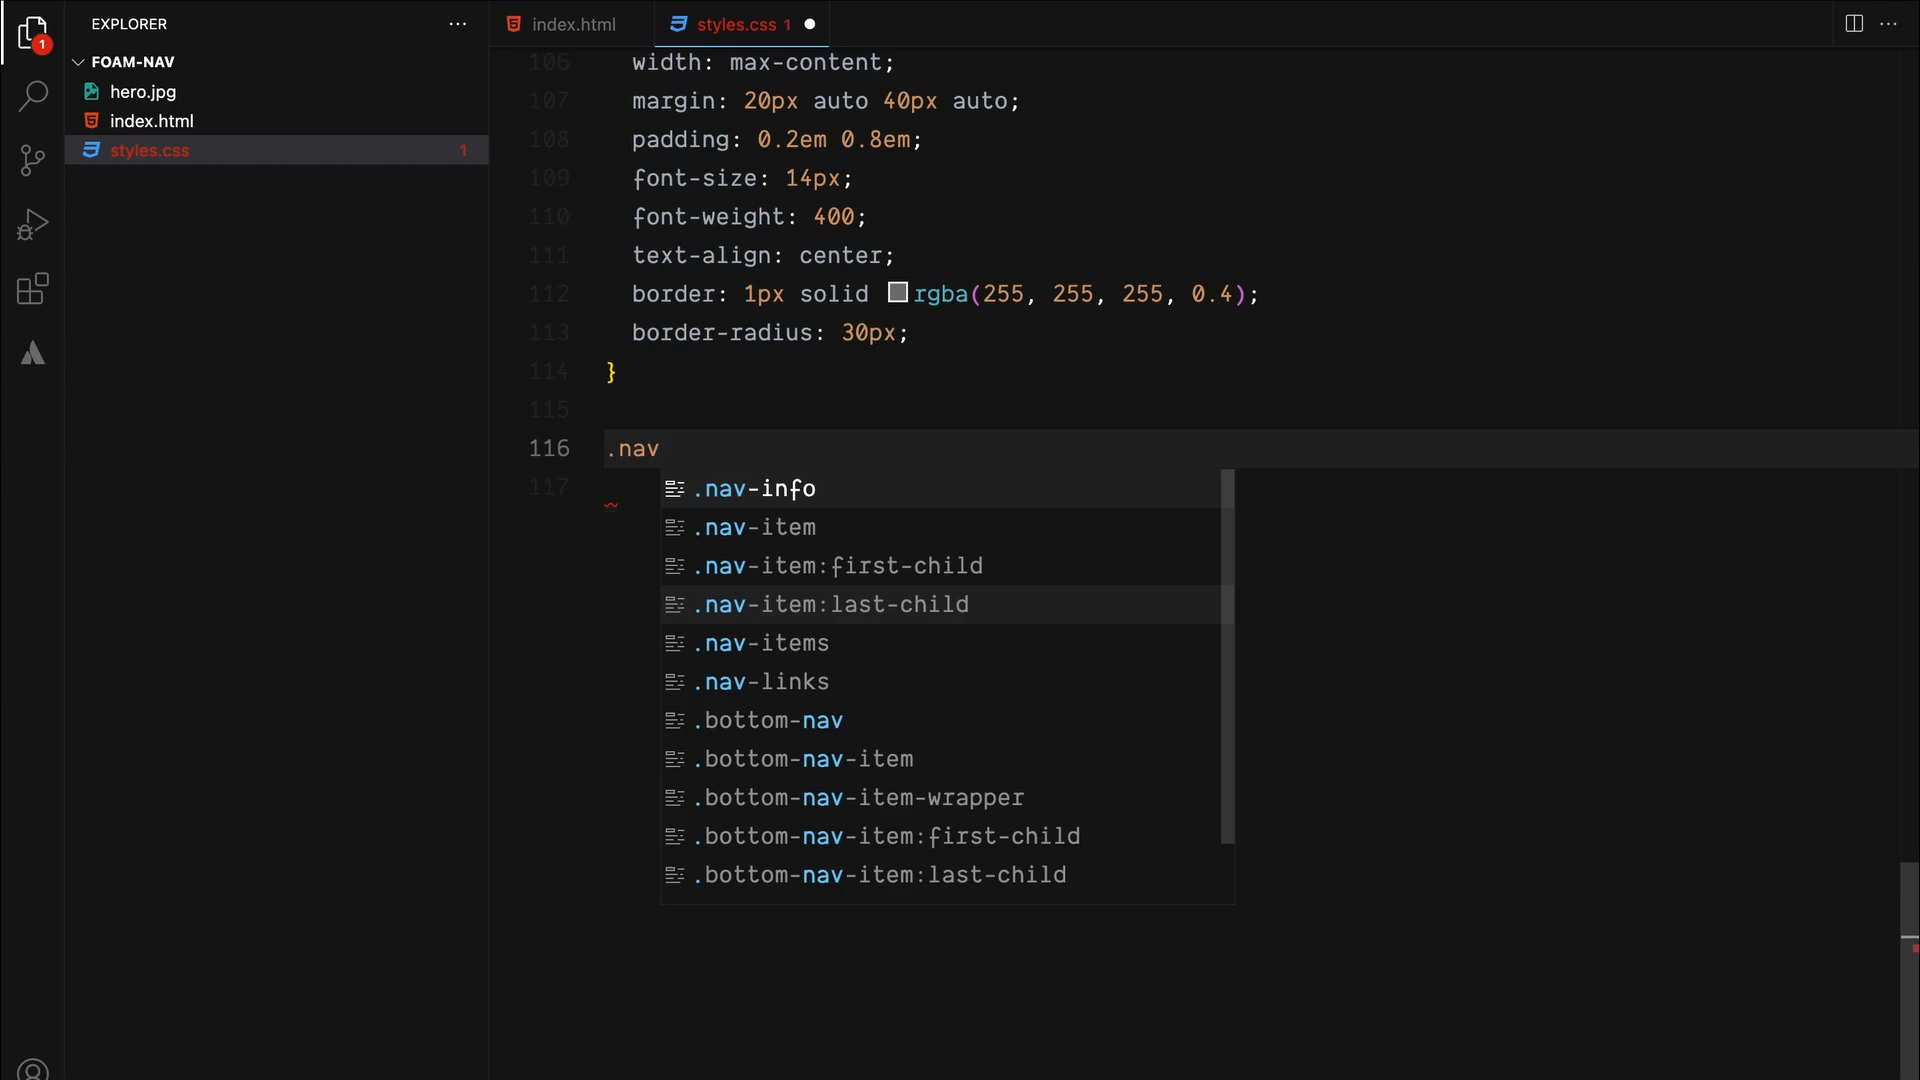 EXPLORER
index.html
styles.css 1
1
FOAM-NAV
hero.jpg
index.html
styles.css 1
106 width: max-content;
107 margin: 20px auto 40px auto;
108 padding: 0.2em 0.8em;
109 font-size: 14px;
110 font-weight: 400;
111 text-align: center;
112 border: 1px solid rgba(255, 255, 255, 0.4);
113 border-radius: 30px;
114 }
115
116 .nav
117
.nav-info
.nav-item
.nav-item:first-child
.nav-item:last-child
.nav-items
.nav-links
.bottom-nav
.bottom-nav-item
.bottom-nav-item-wrapper
.bottom-nav-item:first-child
.bottom-nav-item:last-child